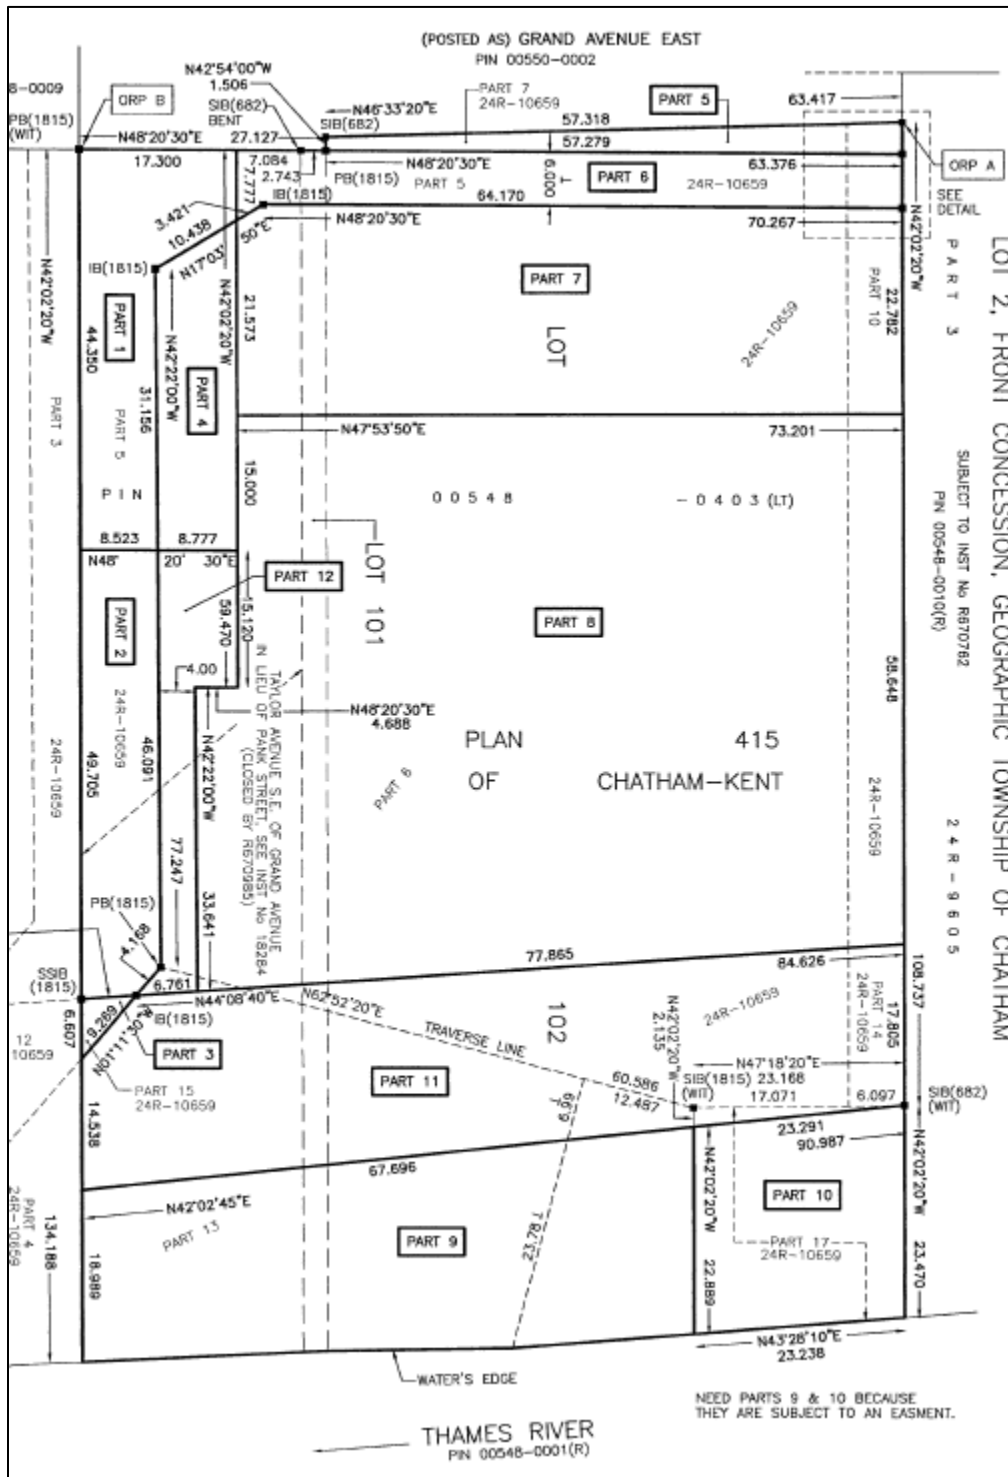 (POSTED AS) GRAND AVENUE EAST
PIN 00550-0002
N42°54'00"W
1.506
8-0009
ORP B
SIB(682)
BENT
N46°33'20"E
SIB(682)
PART 7
24R-10659
PART 5
63.417
57.318
PB(1815)
(WIT)
N48°20'30"E
27.127
57.279
ORP A
17.300
7.084
2.743
7.777
PB(1815)
N48°20'30"E
PART 5
6.000
PART 6
24R-10659
63.376
SEE
DETAIL
IB(1815)
64.170
N48°20'30"E
70.267
3.421
10.438
N17°03'
50"E
IB(1815)
N42°02'20"W
N42°02'20"W
21.573
PART 7
LOT
24R-10659
PART 10
22.782
N42°02'20"W
PART 3
LOT 2, FRONT CONCESSION, GEOGRAPHIC TOWNSHIP OF CHATHAM
PART 1
44.350
N42°22'00"W
31.156
PART 4
PART 3
PART 5
N47°53'50"E
73.201
PIN
15.000
00548
-0403 (LT)
SUBJECT TO INST No R670762
PIN 00548-0010(R)
8.523
8.777
N48°
20'
30"E
PART 12
LOT 101
59.470
15.120
PART 2
PART 8
58.648
4.00
N48°20'30"E
4.688
24R-10659
24R-10659
49.705
46.091
N42°22'00"W
TAYLOR AVENUE S.E. OF GRAND AVENUE
IN LIEU OF PANK STREET, SEE INST No 18284
(CLOSED BY R670985)
PLAN
415
OF
CHATHAM-KENT
PART 6
24R-10659
24R-9605
77.247
33.641
PB(1815)
4.168
77.865
84.626
108.737
SSIB
(1815)
6.761
N44°08'40"E
N62°52'20"E
IB(1815)
6.607
9.289
N01°11'30"W
12
10659
PART 3
102
TRAVERSE LINE
24R-10659
PART 14
24R-10659
17.805
N42°02'20"W
2.135
N47°18'20"E
SIB(1815)
(WIT)
23.168
17.071
6.097
SIB(682)
(WIT)
PART 15
24R-10659
PART 11
60.586
12.487
14.538
23.291
90.987
67.696
N42°02'20"W
N42°02'20"W
N42°02'45"E
PART 13
PART 10
PART 4
24R-10659
134.188
18.989
PART 9
PART 17
24R-10659
22.889
23.470
N43°28'10"E
23.238
WATER'S EDGE
NEED PARTS 9 & 10 BECAUSE
THEY ARE SUBJECT TO AN EASMENT.
THAMES RIVER
PIN 00548-0001(R)